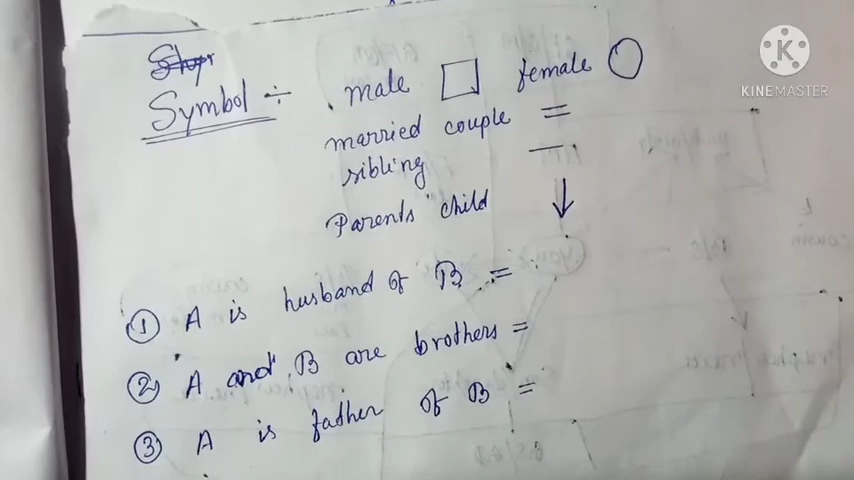 Symbol ÷ male □ female ○
married couple =
sibling —
Parents child ↓
① A is husband of B =
② A and B are brothers =
③ A is father of B =
KINEMASTER